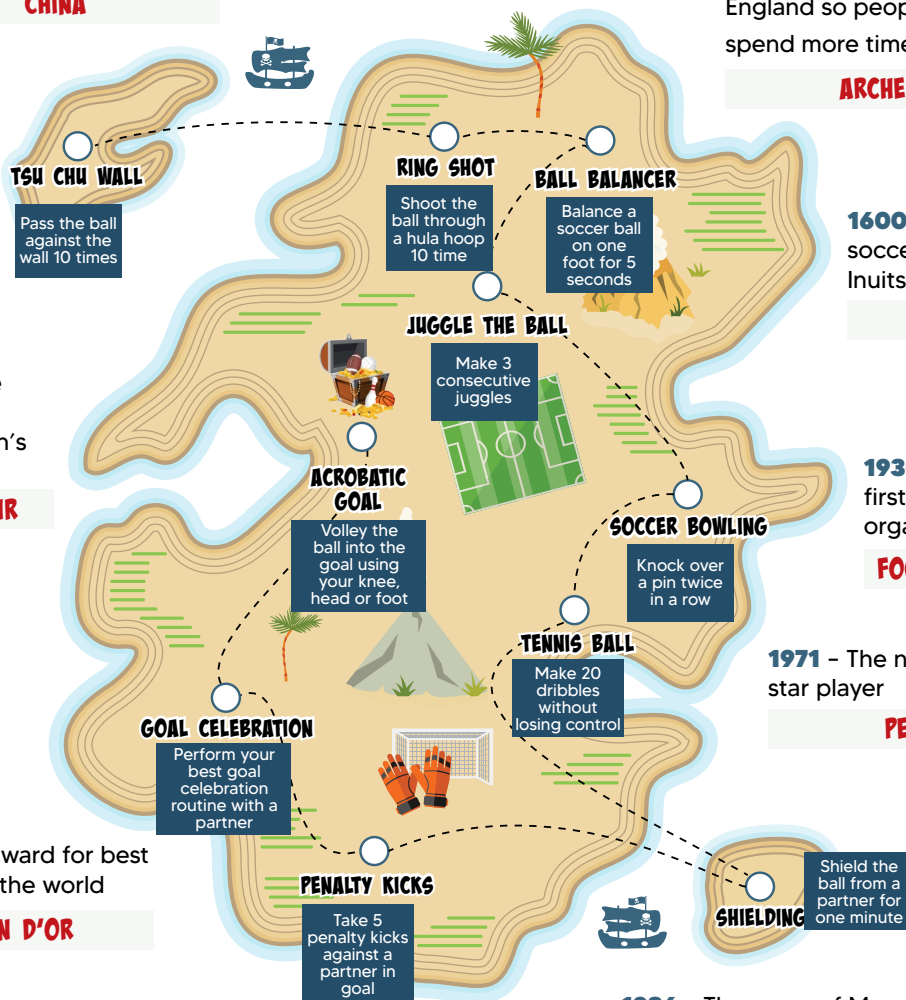 CHINA
England so
spend more
ARCHE
TSU CHU WALL
Pass the ball
against the
wall 10 times
RING SHOT
Shoot the
ball through
a hula hoop
10 time
BALL BALANCER
Balance a
soccer ball
on one
foot for 5
seconds
1600
Inuits
JUGGLE THE BALL
Make 3
consecutive
juggles
n's
IR
ACROBATIC
GOAL
Volley the
ball into the
goal using
your knee,
head or foot
193
first
orga
FO
SOCCER BOWLING
Knock over
a pin twice
in a row
TENNIS BALL
Make 20
dribbles
without
losing control
1971 – The n
star player
PE
GOAL CELEBRATION
Perform your
best goal
celebration
routine with a
partner
ward for best
the world
N D'OR
PENALTY KICKS
Take 5
penalty kicks
against a
partner in
goal
SHIELDING
Shield the
ball from a
partner for
one minute